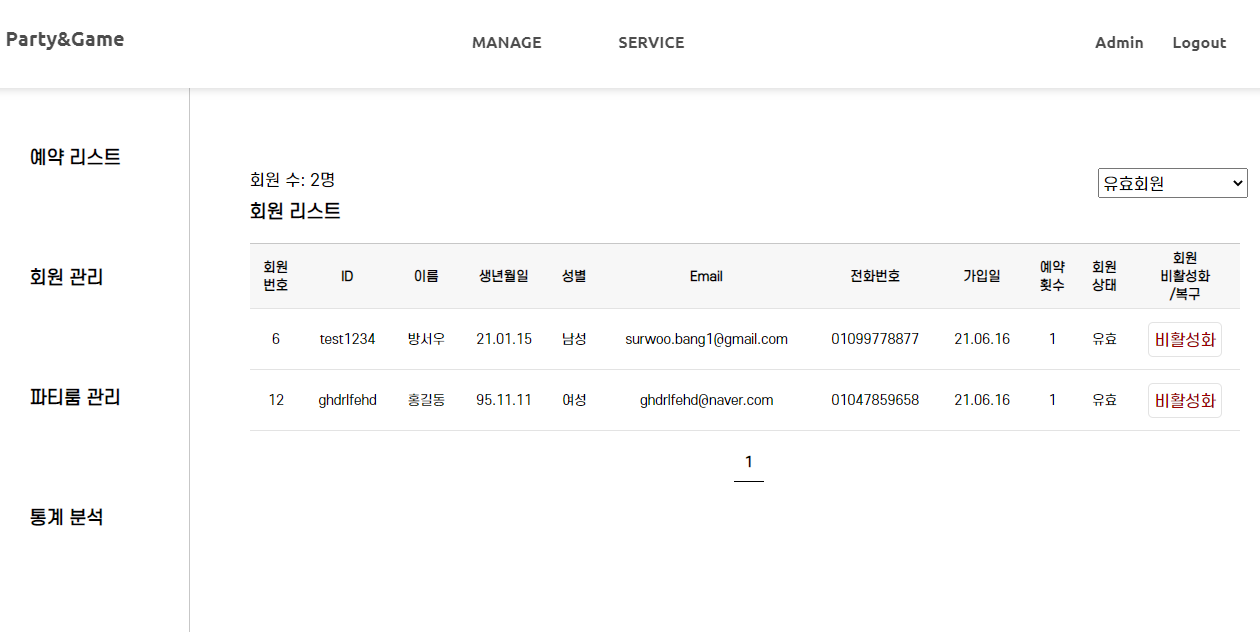 Party&Game
MANAGE
SERVICE
Admin
Logout
예약 리스트
회원 관리
파티룸 관리
통계 분석
회원 수: 2명
유효회원
회원 리스트
회원 번호 ID 이름 생년월일 성별 Email 전화번호 가입일 예약 횟수 회원 상태 회원 비활성화 /복구
6 test1234 방서우 21.01.15 남성 surwoo.bang1@gmail.com 01099778877 21.06.16 1 유효 비활성화
12 ghdrlfehd 홍길동 95.11.11 여성 ghdrlfehd@naver.com 01047859658 21.06.16 1 유효 비활성화
1